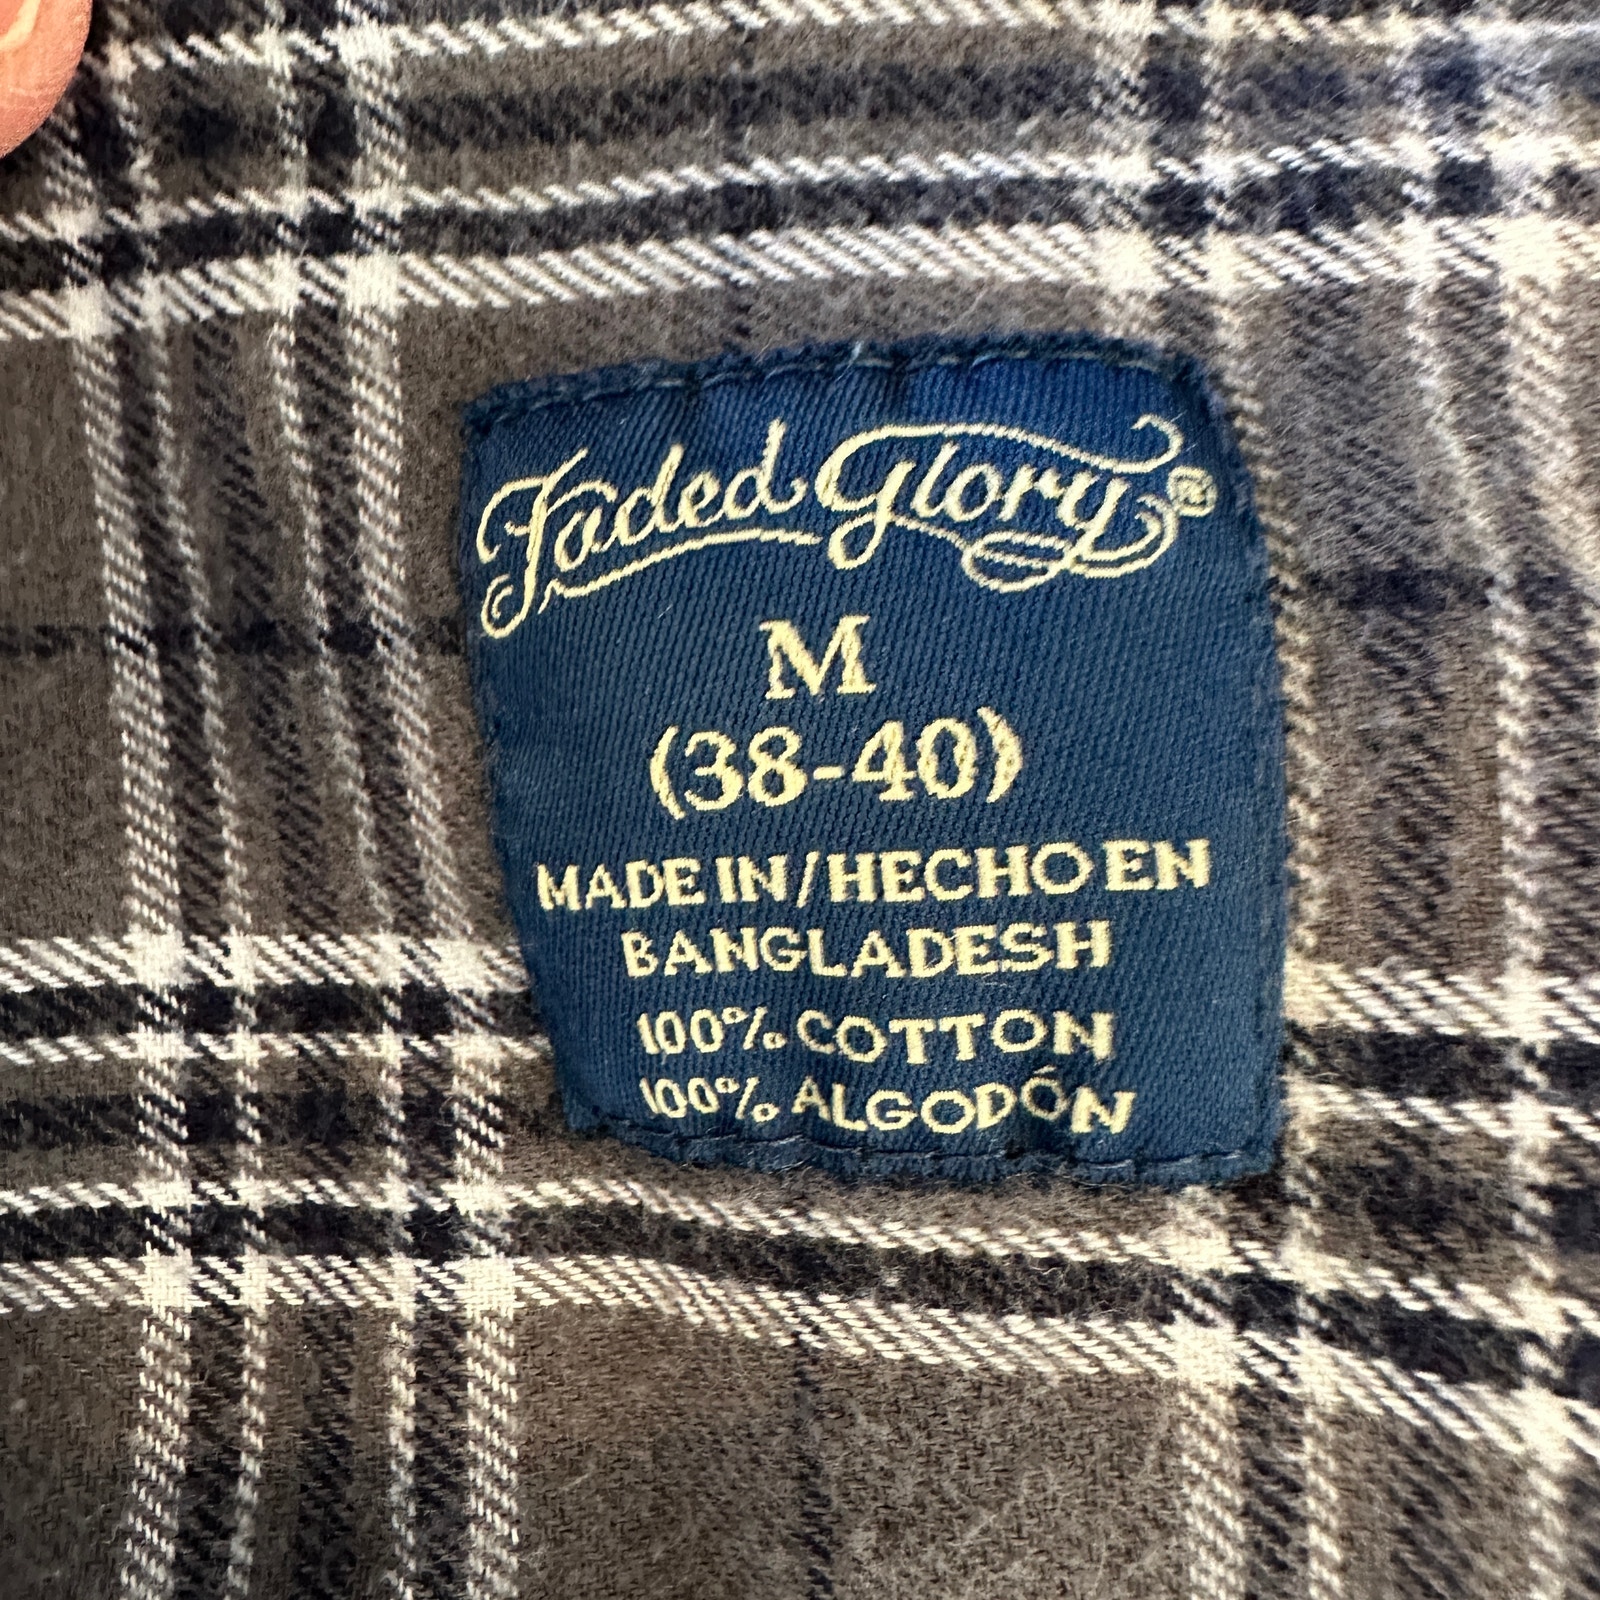 Faded Glory®
M
(38-40)
MADE IN/HECHO EN
BANGLADESH
100% COTTON
100% ALGODÓN